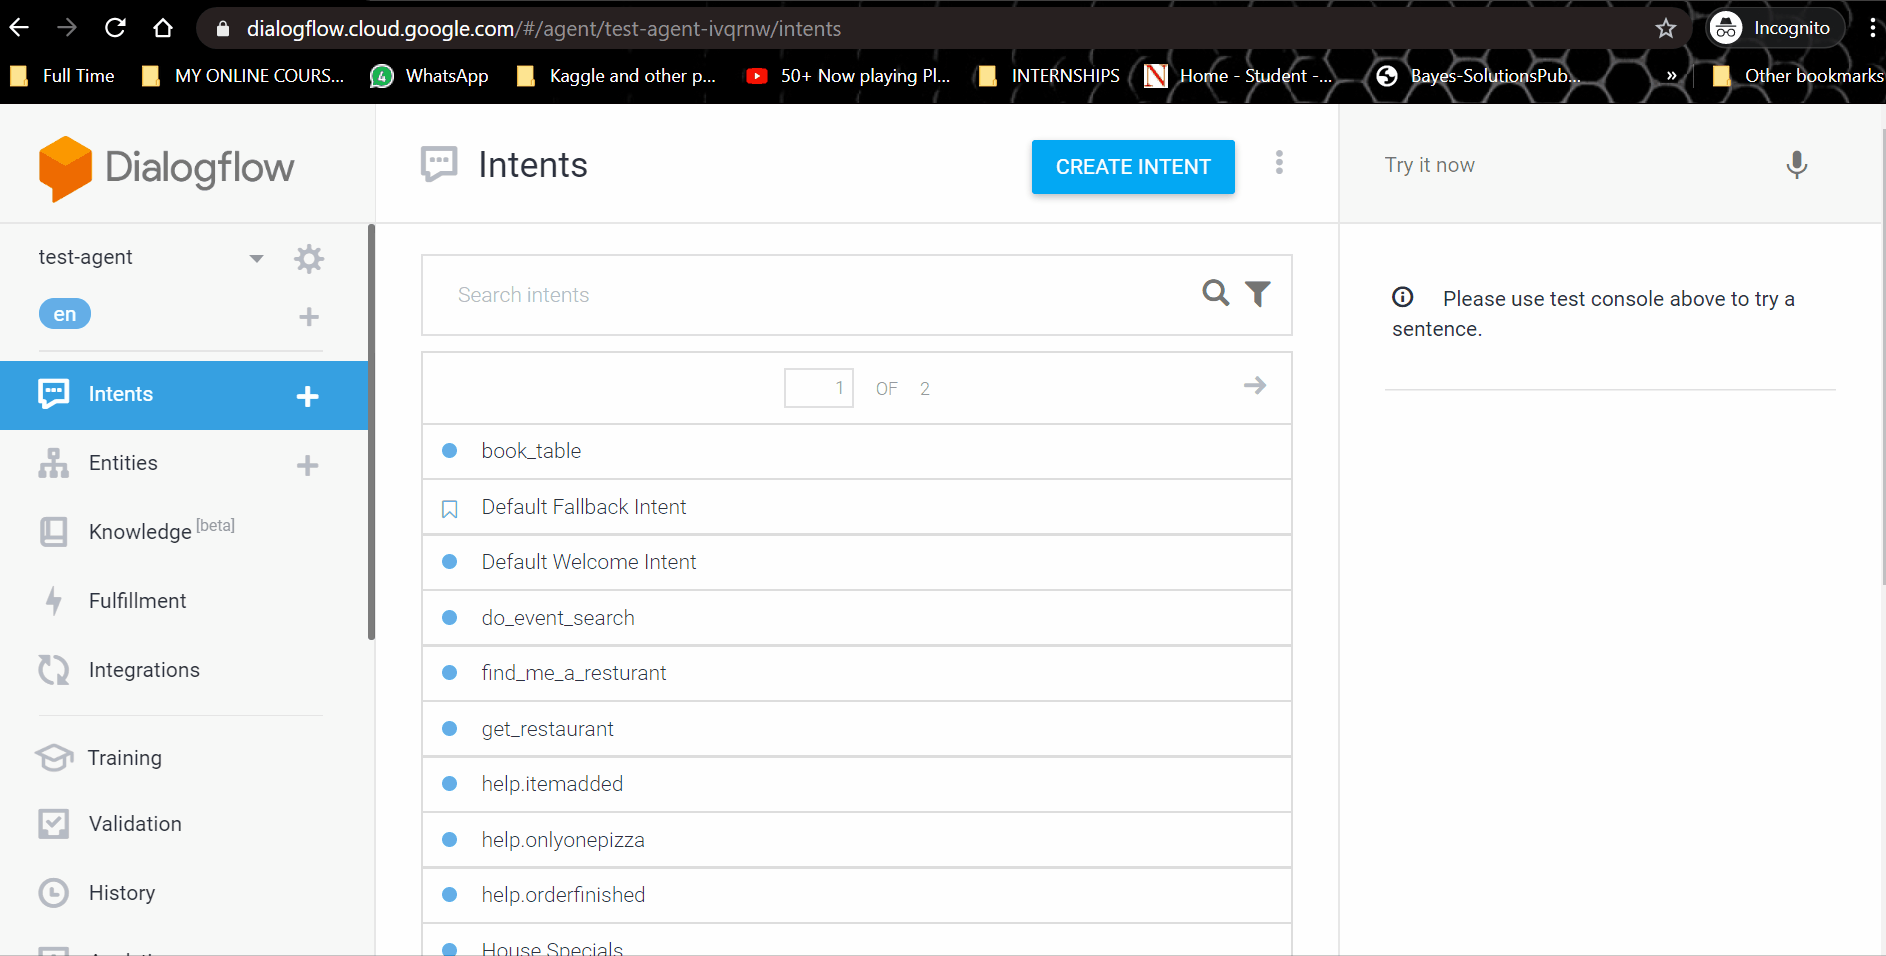 dialogflow.cloud.google.com/#/agent/test-agent-ivqrnw/intents
Incognito
Full Time
MY ONLINE COURS...
4
WhatsApp
Kaggle and other p...
50+ Now playing Pl...
INTERNSHIPS
N
Home - Student -...
Bayes-SolutionsPub...
»
Other bookmarks
Dialogflow
Intents
CREATE INTENT
Try it now
test-agent
en
Search intents
Please use test console above to try a
sentence.
Intents
1 OF 2
Entities
Knowledge [beta]
Fulfillment
Integrations
Training
Validation
History
book_table
Default Fallback Intent
Default Welcome Intent
do_event_search
find_me_a_resturant
get_restaurant
help.itemadded
help.onlyonepizza
help.orderfinished
House Specials